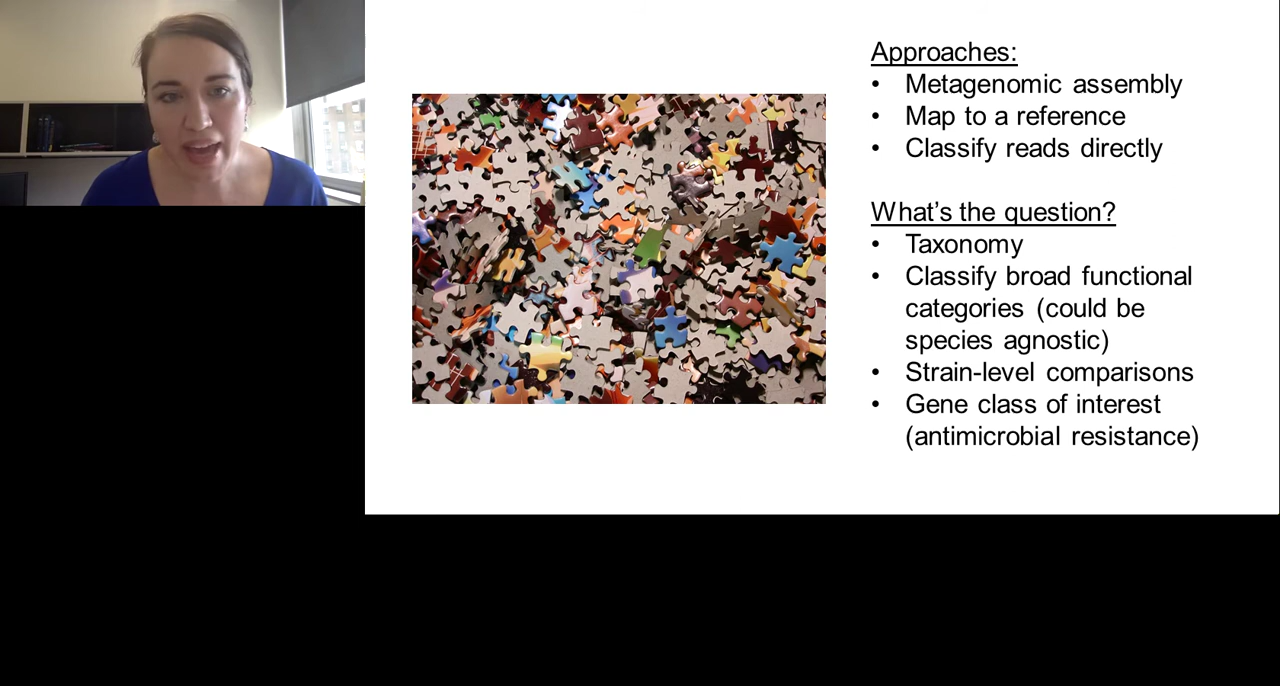 Approaches:
• Metagenomic assembly
• Map to a reference
• Classify reads directly
What's the question?
• Taxonomy
• Classify broad functional
categories (could be
species agnostic)
• Strain-level comparisons
• Gene class of interest
(antimicrobial resistance)